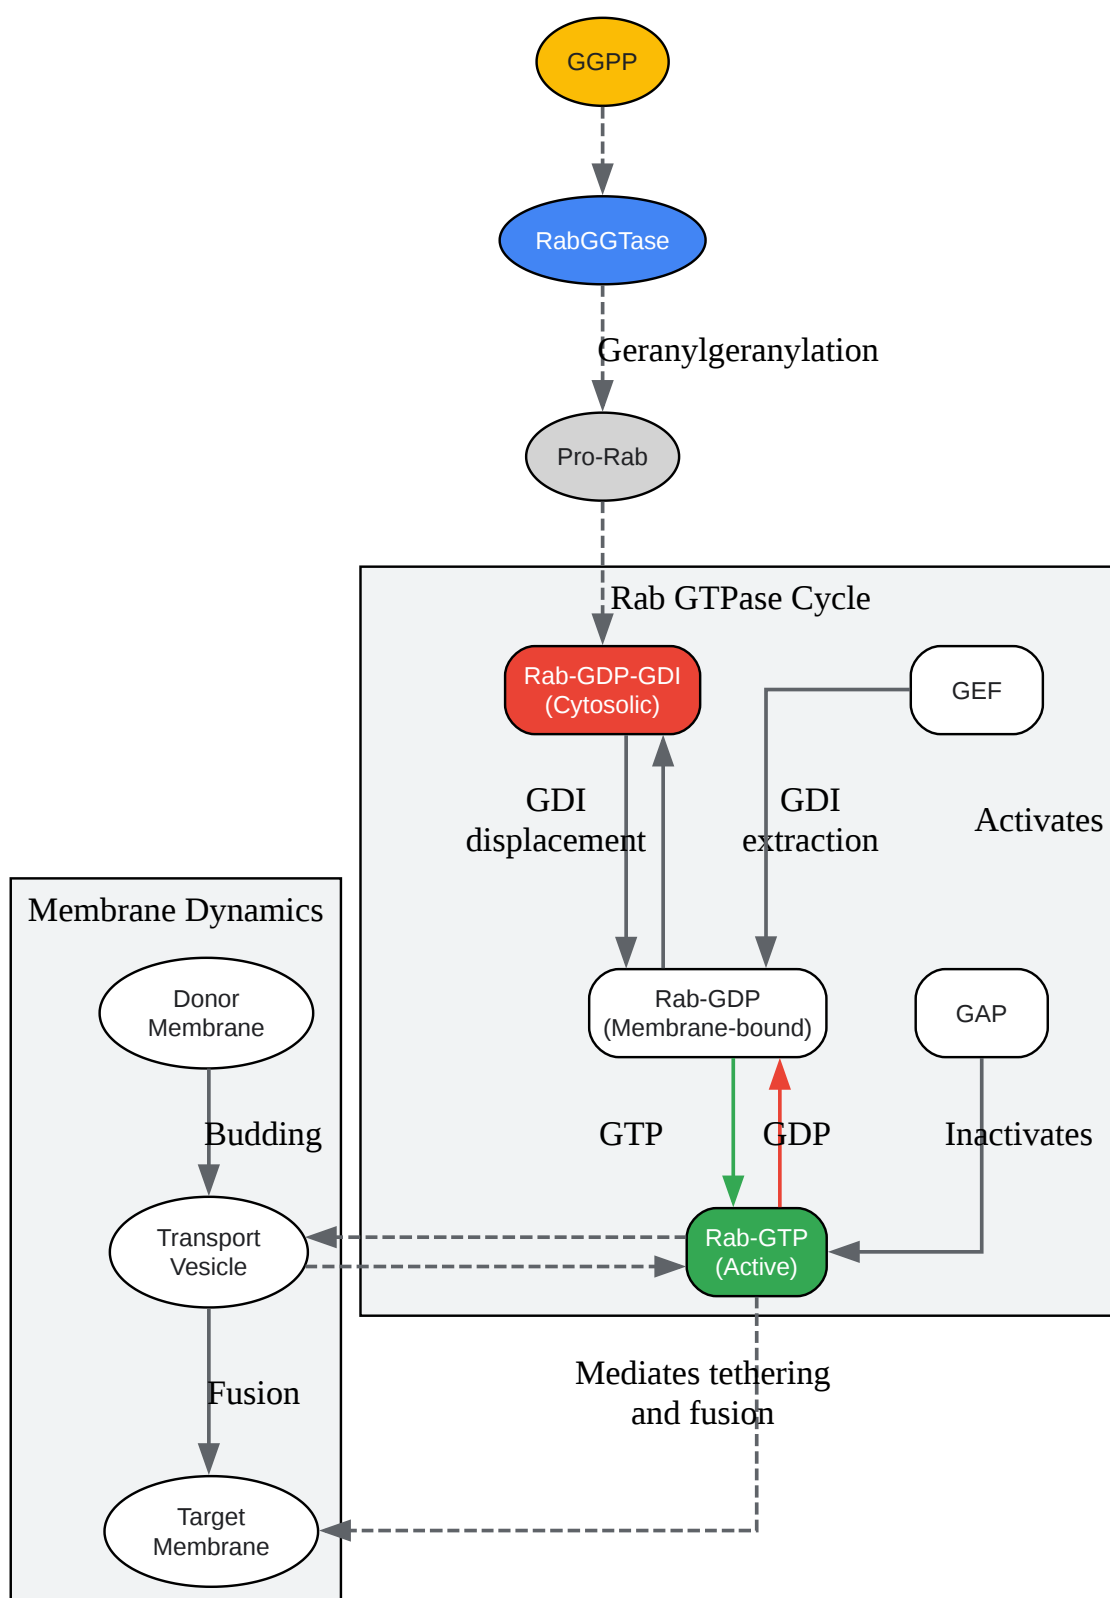 GGPP
RabGGTase
Geranylgeranylation
Pro-Rab
Rab GTPase Cycle
Rab-GDP-GDI
(Cytosolic)
GEF
GDI
displacement
GDI
extraction
Activates
Membrane Dynamics
Donor
Membrane
Rab-GDP
(Membrane-bound)
GAP
Budding
GTP
GDP
Inactivates
Transport
Vesicle
Rab-GTP
(Active)
Fusion
Mediates tethering
and fusion
Target
Membrane